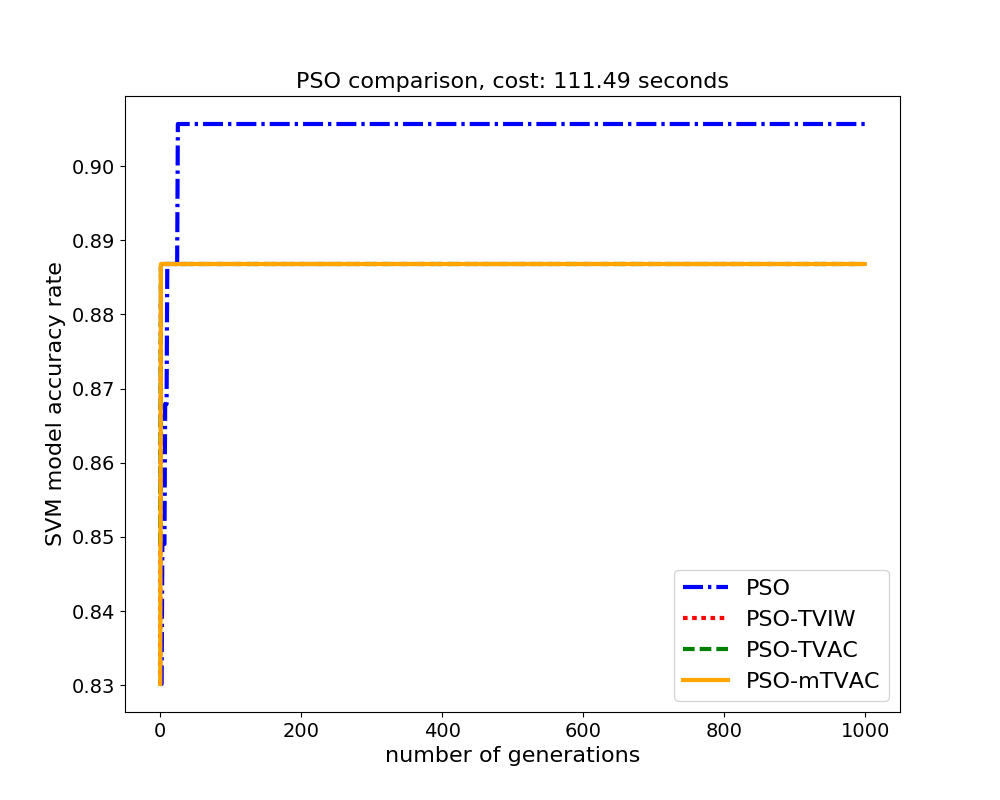 PSO comparison, cost: 111.49 seconds
SVM model accuracy rate
0.90
0.89
0.88
0.87
0.86
0.85
0.84
0.83
PSO
PSO-TVIW
PSO-TVAC
PSO-mTVAC
0 200 400 600 800 1000
number of generations